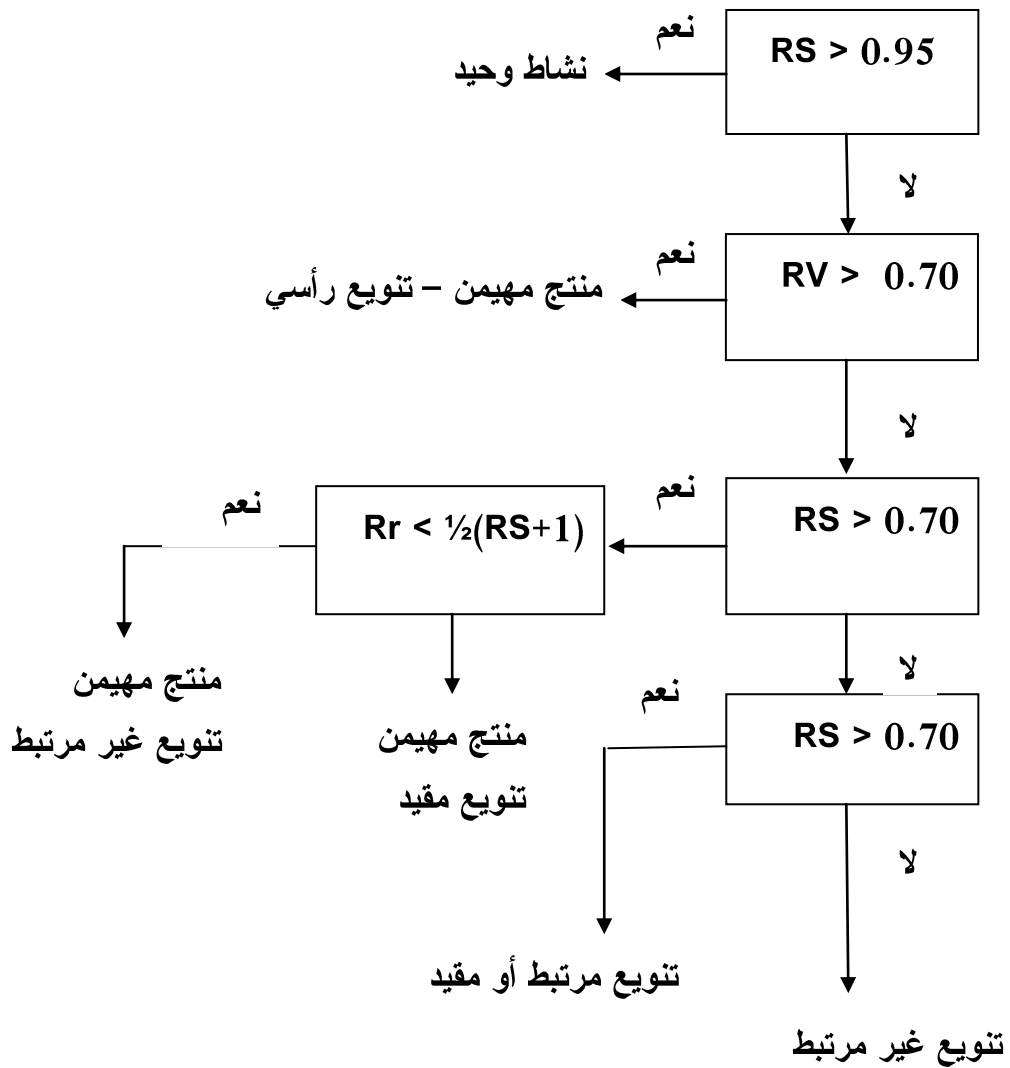 نعم
RS > 0.95
نشاط وحيد
لا
نعم
RV > 0.70
منتج مهيمن – تنويع رأسي
لا
نعم
RS > 0.70
نعم
Rr < ½(RS+1)
لا
منتج مهيمن
تنويع غير مرتبط
منتج مهيمن
تنويع مقيد
نعم
RS > 0.70
لا
تنويع مرتبط أو مقيد
تنويع غير مرتبط